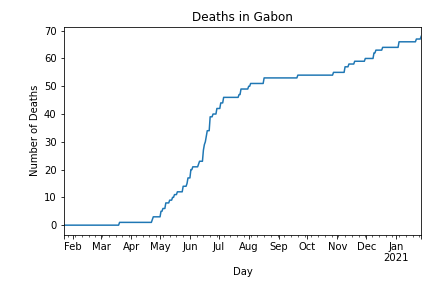 Deaths in Gabon
70
60
50
40
30
20
10
0
Number of Deaths
Feb Mar Apr May Jun Jul Aug Sep Oct Nov Dec Jan
2021
Day